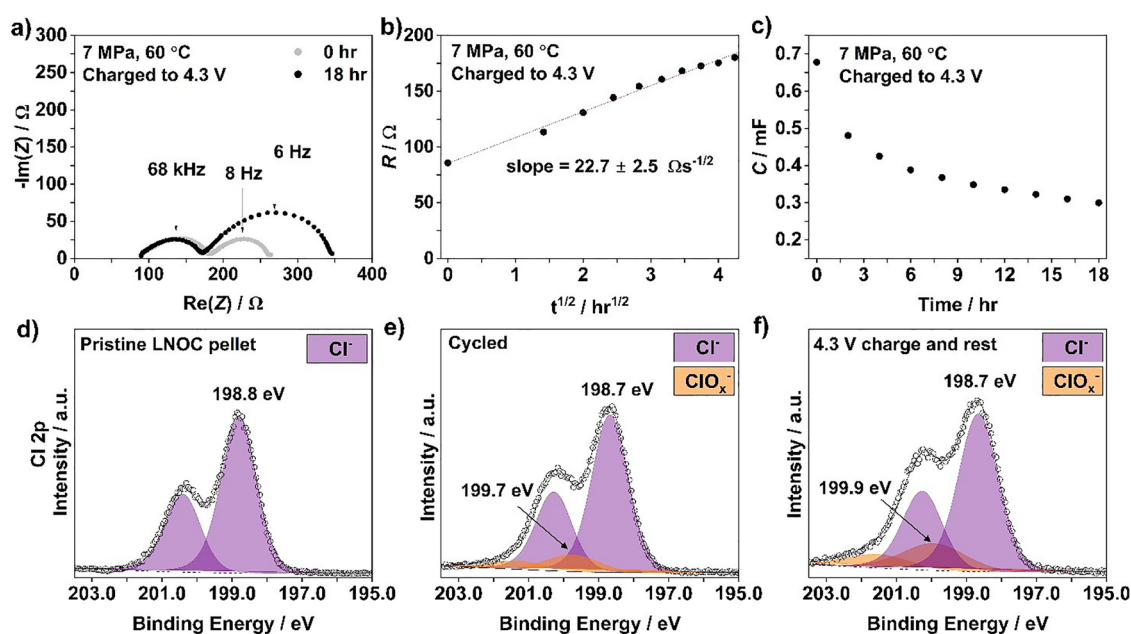 a)
300
250
200
150
100
50
0
-Im(Z) / Ω
7 MPa, 60 °C
Charged to 4.3 V
0 hr
18 hr
68 kHz
8 Hz
6 Hz
0 100 200 300 400
Re(Z) / Ω
b)
200
150
100
50
0
R / Ω
7 MPa, 60 °C
Charged to 4.3 V
slope = 22.7 ± 2.5 Ωs⁻¹/²
0 1 2 3 4
t¹/² / hr¹/²
c)
0.7
0.6
0.5
0.4
0.3
0.2
C / mF
7 MPa, 60 °C
Charged to 4.3 V
0 3 6 9 12 15 18
Time / hr
d)
Pristine LNOC pellet
Cl⁻
198.8 eV
Cl 2p
Intensity / a.u.
203.0 201.0 199.0 197.0 195.0
Binding Energy / eV
e)
Cycled
Cl⁻
ClOₓ⁻
198.7 eV
199.7 eV
Intensity / a.u.
203.0 201.0 199.0 197.0 195.0
Binding Energy / eV
f)
4.3 V charge and rest
Cl⁻
ClOₓ⁻
198.7 eV
199.9 eV
Intensity / a.u.
203.0 201.0 199.0 197.0 195.0
Binding Energy / eV